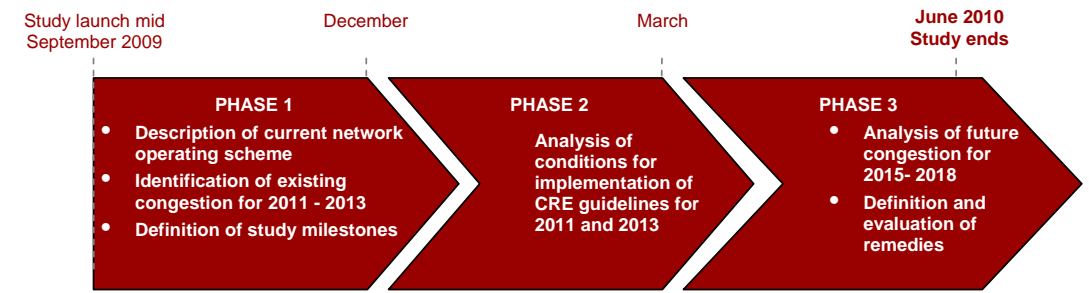 Study launch mid
September 2009
December
March
June 2010
Study ends
PHASE 1
• Description of current network
operating scheme
• Identification of existing
congestion for 2011 - 2013
• Definition of study milestones
PHASE 2
Analysis of
conditions for
implementation of
CRE guidelines for
2011 and 2013
PHASE 3
• Analysis of future
congestion for
2015- 2018
• Definition and
evaluation of
remedies